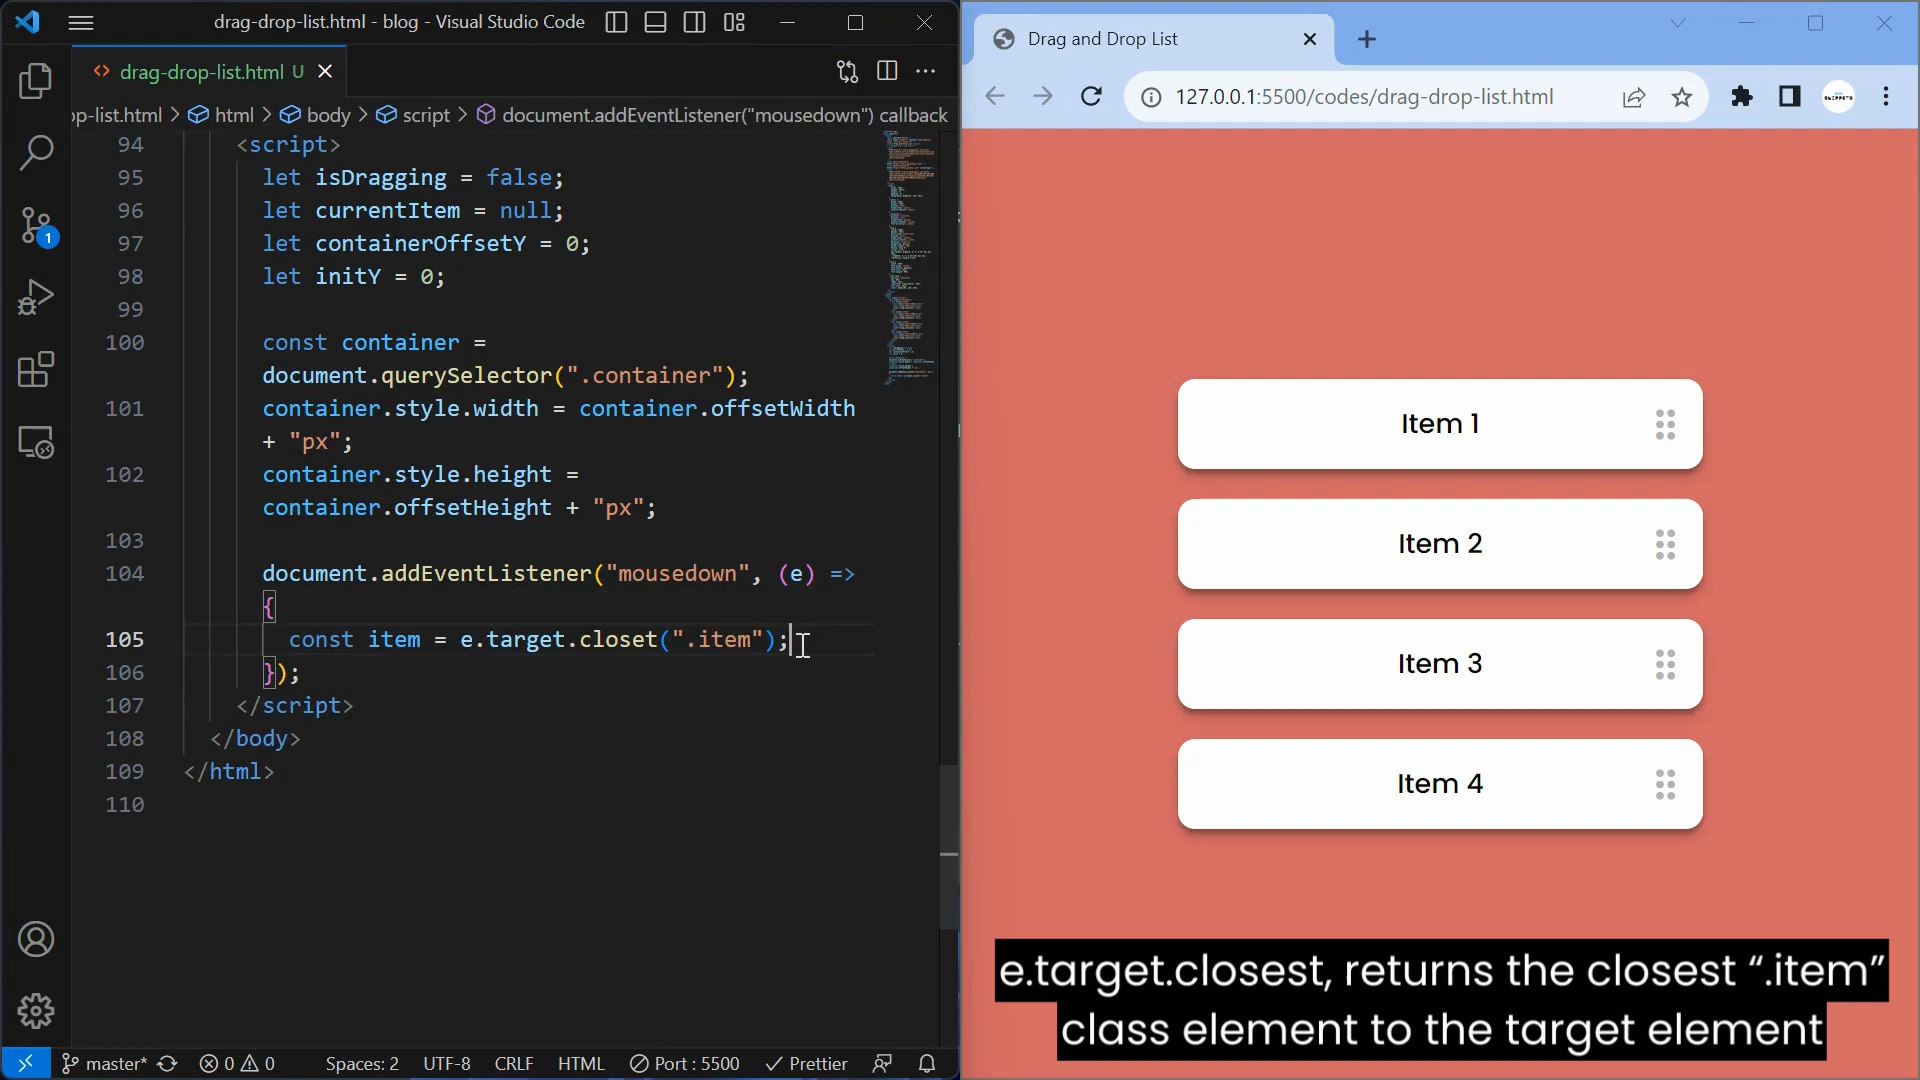 drag-drop-list.html - blog - Visual Studio Code
drag-drop-list.html U
op-list.html > html > body > script > document.addEventListener("mousedown") callback
94 <script>
95 let isDragging = false;
96 let currentItem = null;
97 let containerOffsetY = 0;
98 let initY = 0;
99
100 const container =
document.querySelector(".container");
101 container.style.width = container.offsetWidth
+ "px";
102 container.style.height =
container.offsetHeight + "px";
103
104 document.addEventListener("mousedown", (e) =>
{
105 const item = e.target.closet(".item");
106 });
107 </script>
108 </body>
109 </html>
110
1
master* 0 0 Spaces: 2 UTF-8 CRLF HTML Port : 5500 Prettier
Drag and Drop List
127.0.0.1:5500/codes/drag-drop-list.html
Item 1
Item 2
Item 3
Item 4
e.target.closest, returns the closest “.item”
class element to the target element